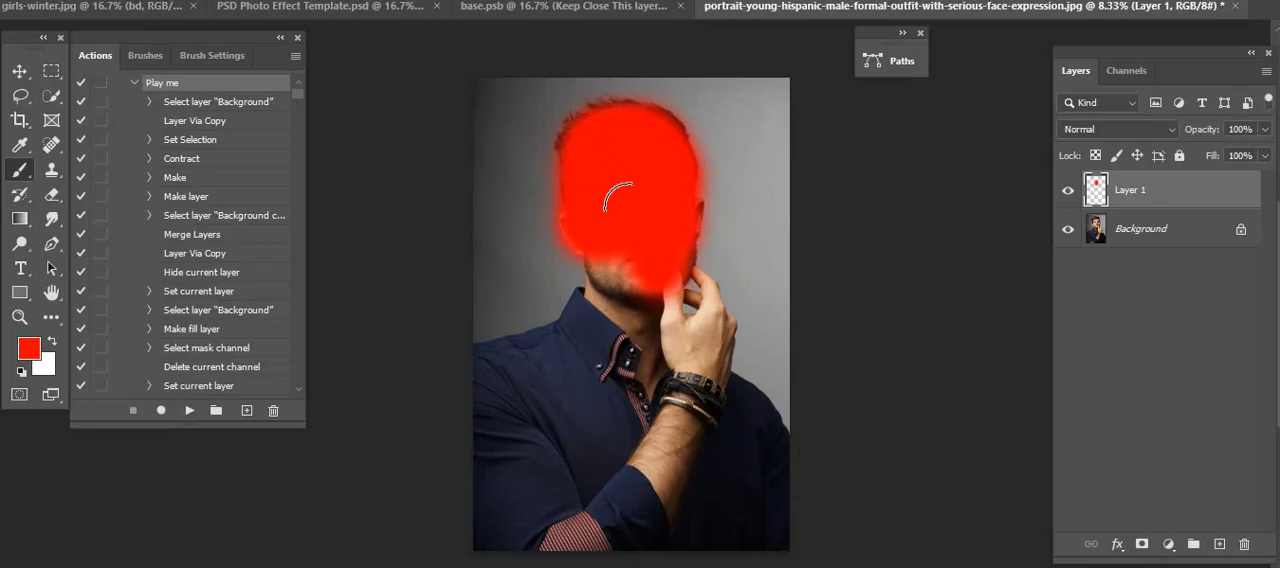 girls-winter.jpg @ 16.7% (bd, RGB/...
PSD Photo Effect Template.psd @ 16.7%...
base.psb @ 16.7% (Keep Close This layer...
portrait-young-hispanic-male-formal-outfit-with-serious-face-expression.jpg @ 8.33% (Layer 1, RGB/8#) *
Actions
Brushes
Brush Settings
Play me
Select layer "Background"
Layer Via Copy
Set Selection
Contract
Make
Make layer
Select layer "Background c...
Merge Layers
Layer Via Copy
Hide current layer
Set current layer
Select layer "Background"
Make fill layer
Select mask channel
Delete current channel
Set current layer
Paths
Layers
Channels
Kind
Normal
Opacity: 100%
Lock:
Fill: 100%
Layer 1
Background
fx